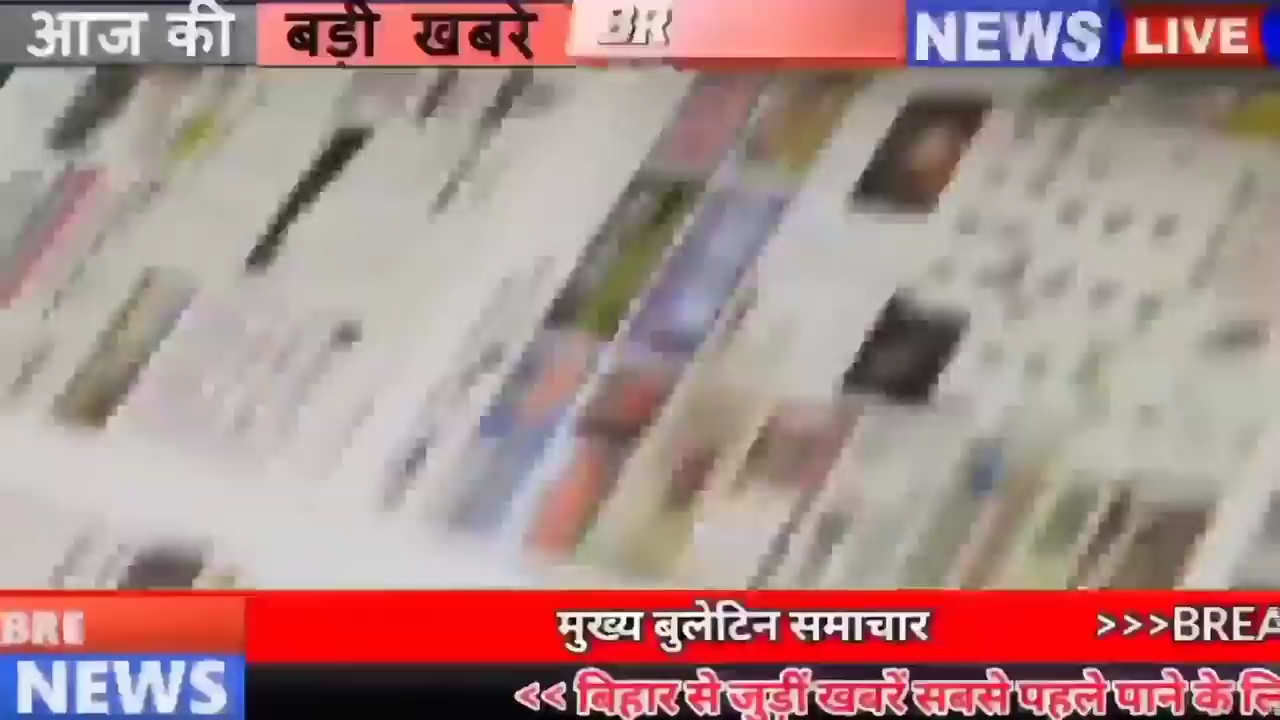 आज की बड़ी खबरे BR NEWS LIVE
BRE
मुख्य बुलेटिन समाचार >>>BREA
NEWS
<< बिहार से जुड़ीं खबरें सबसे पहले पाने के लि